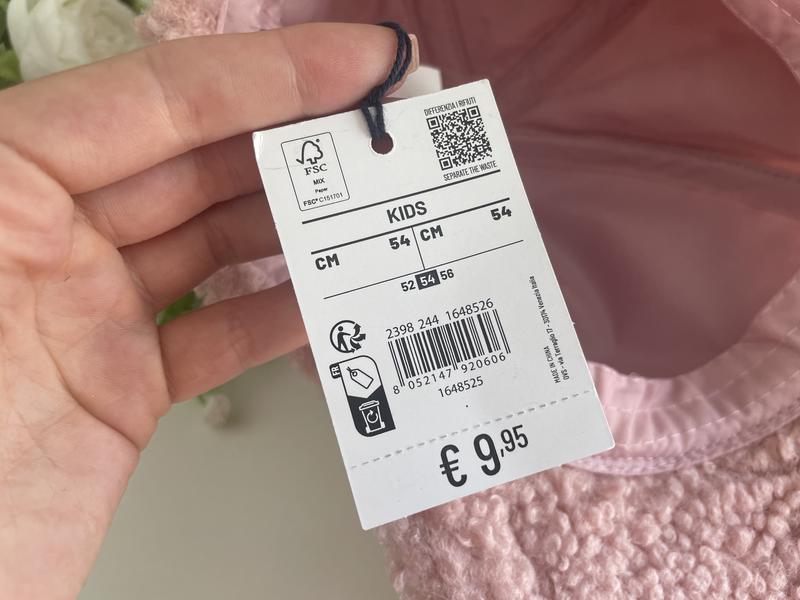 DIFFERENZIA I RIFIUTI
FSC
MIX
Paper
FSC® C151701
SEPARATE THE WASTE
KIDS
CM 54 CM 54
52 54 56
2398 244 1648526
8 052147 920606
1648525
FR
MADE IN CHINA
OVS - via Terraglio 17 - 30174 Venezia Italia
€ 9,95